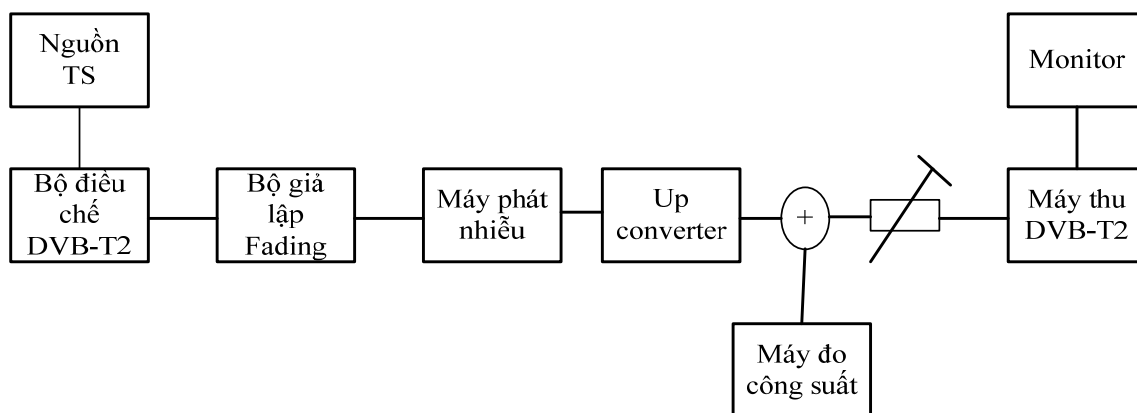 Nguồn
TS
Monitor
Bộ điều
chế
DVB-T2
Bộ giả
lập
Fading
Máy phát
nhiễu
Up
converter
+
Máy thu
DVB-T2
Máy đo
công suất